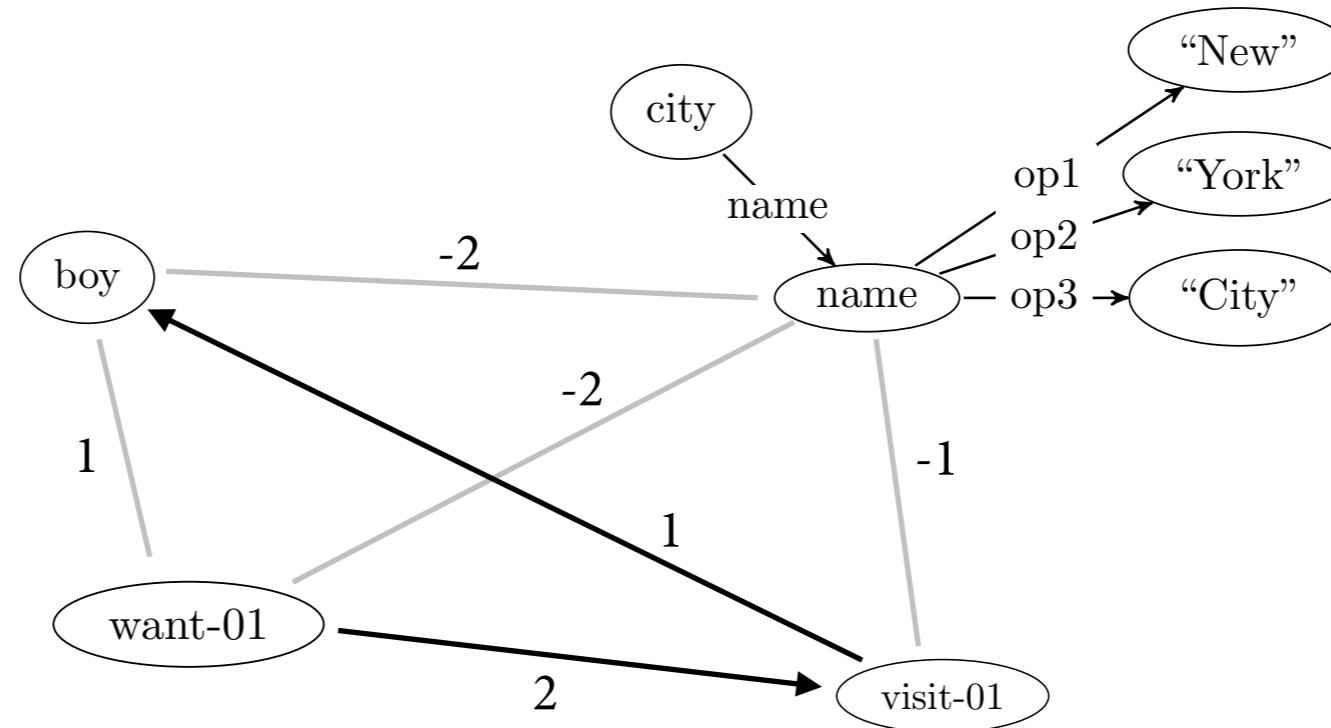 “New”
city
op1
“York”
name
op2
-2
boy
name
op3
“City”
-2
1
-1
1
want-01
2
visit-01